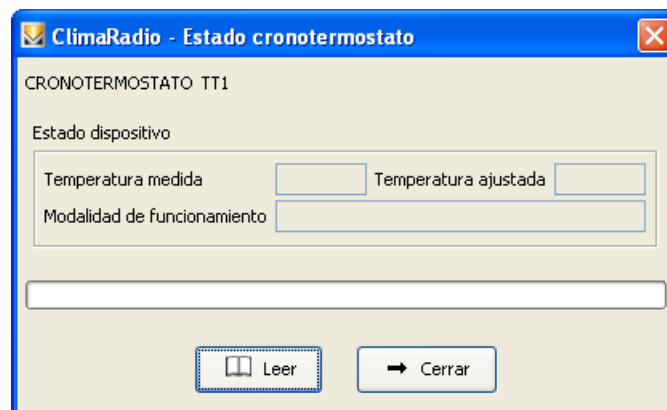 ClimaRadio - Estado cronotermostato
CRONOTERMOSTATO TT1
Estado dispositivo
Temperatura medida Temperatura ajustada
Modalidad de funcionamiento
Leer Cerrar